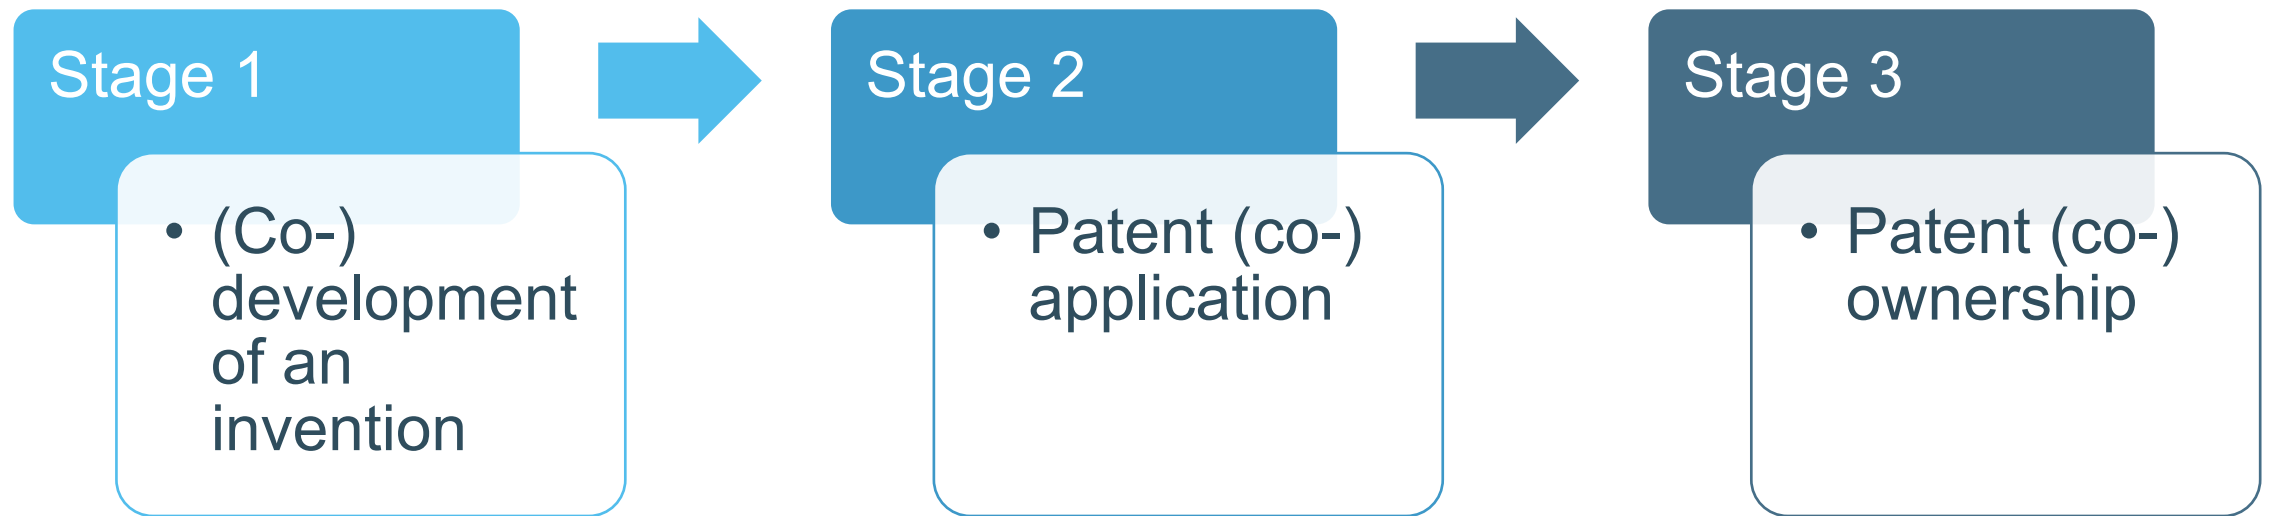 Stage 1
• (Co-)
development
of an
invention
Stage 2
• Patent (co-)
application
Stage 3
• Patent (co-)
ownership